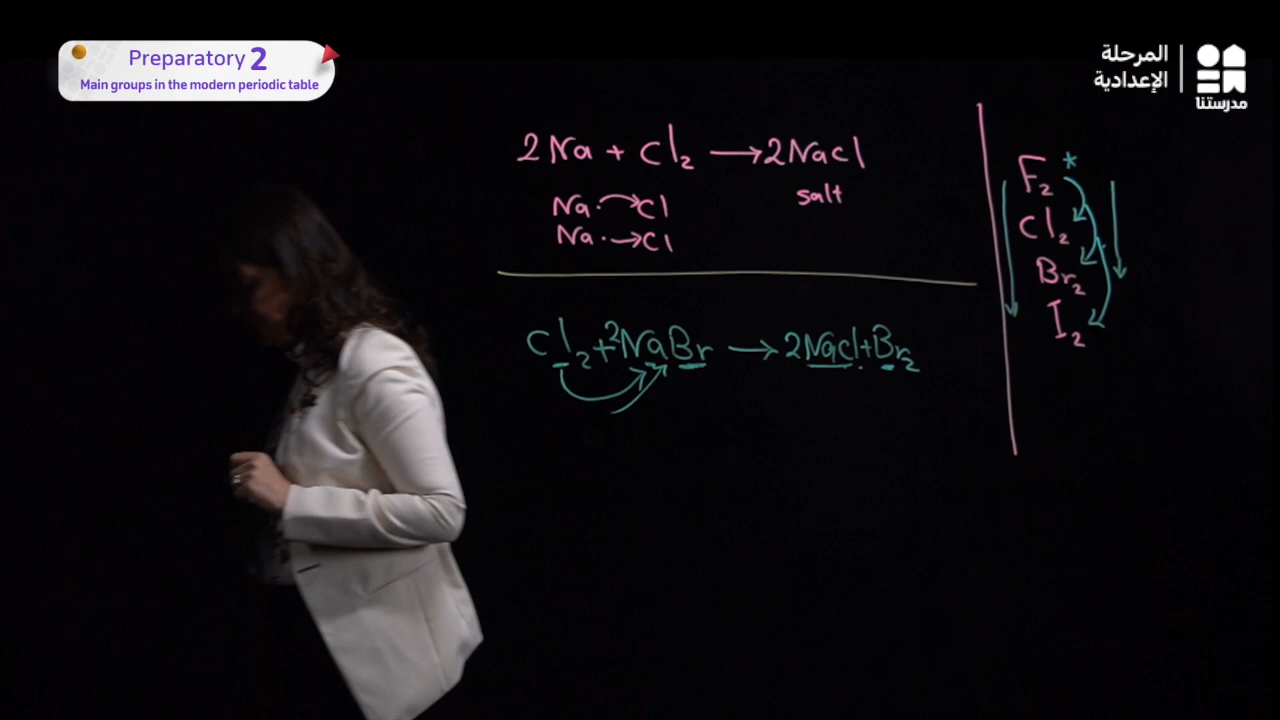 Preparatory 2
Main groups in the modern periodic table
المرحلة
الإعدادية
مدرستنا
2Na + Cl₂ → 2NaCl
salt
Na· → Cl
Na· → Cl
Cl₂+2NaBr → 2NaCl+Br₂
F₂ *
Cl₂
Br₂
I₂